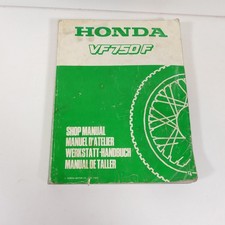 HONDA
VF750F
SHOP MANUAL
MANUEL D'ATELIER
WERKSTATT-HANDBUCH
MANUAL DE TALLER